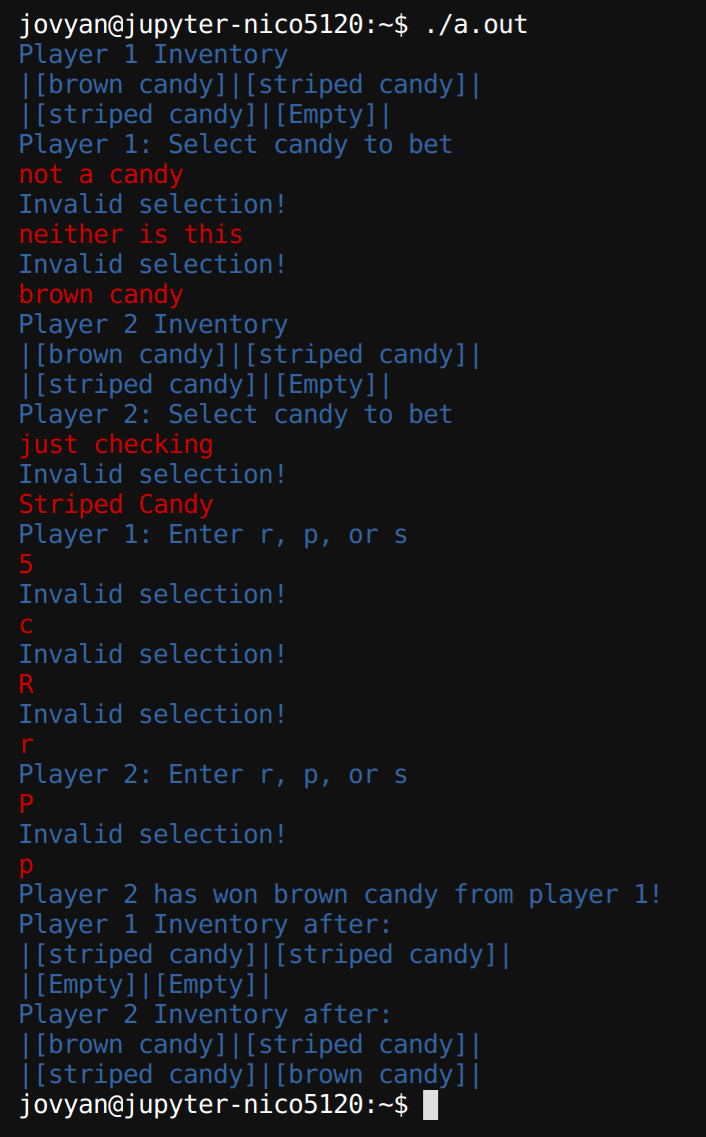 jovyan@jupyter-nico5120:~$ ./a.out
Player 1 Inventory
|[brown candy]|[striped candy]|
|[striped candy]|[Empty]|
Player 1: Select candy to bet
not a candy
Invalid selection!
neither is this
Invalid selection!
brown candy
Player 2 Inventory
|[brown candy]|[striped candy]|
|[striped candy]|[Empty]|
Player 2: Select candy to bet
just checking
Invalid selection!
Striped Candy
Player 1: Enter r, p, or s
5
Invalid selection!
c
Invalid selection!
R
Invalid selection!
r
Player 2: Enter r, p, or s
P
Invalid selection!
p
Player 2 has won brown candy from player 1!
Player 1 Inventory after:
|[striped candy]|[striped candy]|
|[Empty]|[Empty]|
Player 2 Inventory after:
|[brown candy]|[striped candy]|
|[striped candy]|[brown candy]|
jovyan@jupyter-nico5120:~$